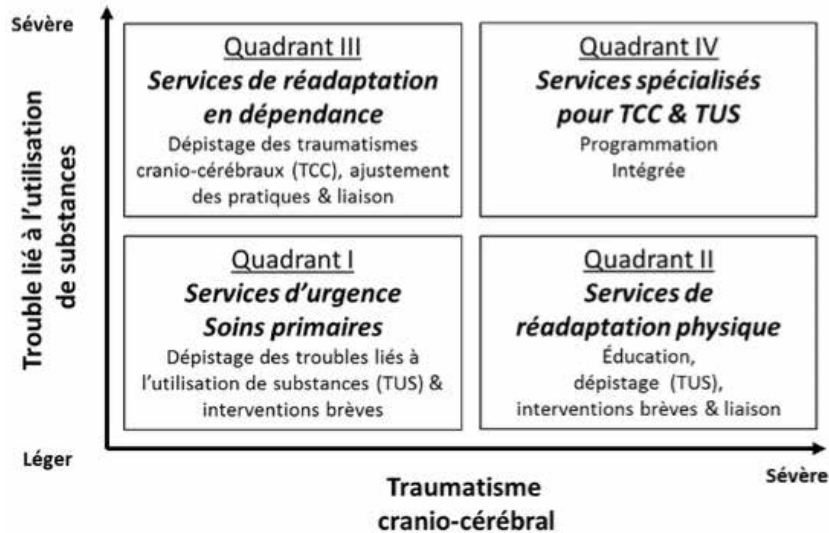 Sévère
Trouble lié à l'utilisation
de substances
Quadrant III
Services de réadaptation
en dépendance
Dépistage des traumatismes
cranio-cérébraux (TCC), ajustement
des pratiques & liaison
Quadrant IV
Services spécialisés
pour TCC & TUS
Programmation
Intégrée
Quadrant I
Services d'urgence
Soins primaires
Dépistage des troubles liés à
l'utilisation de substances (TUS) &
interventions brèves
Quadrant II
Services de
réadaptation physique
Éducation,
dépistage (TUS),
interventions brèves & liaison
Léger
Sévère
Traumatisme
cranio-cérébral